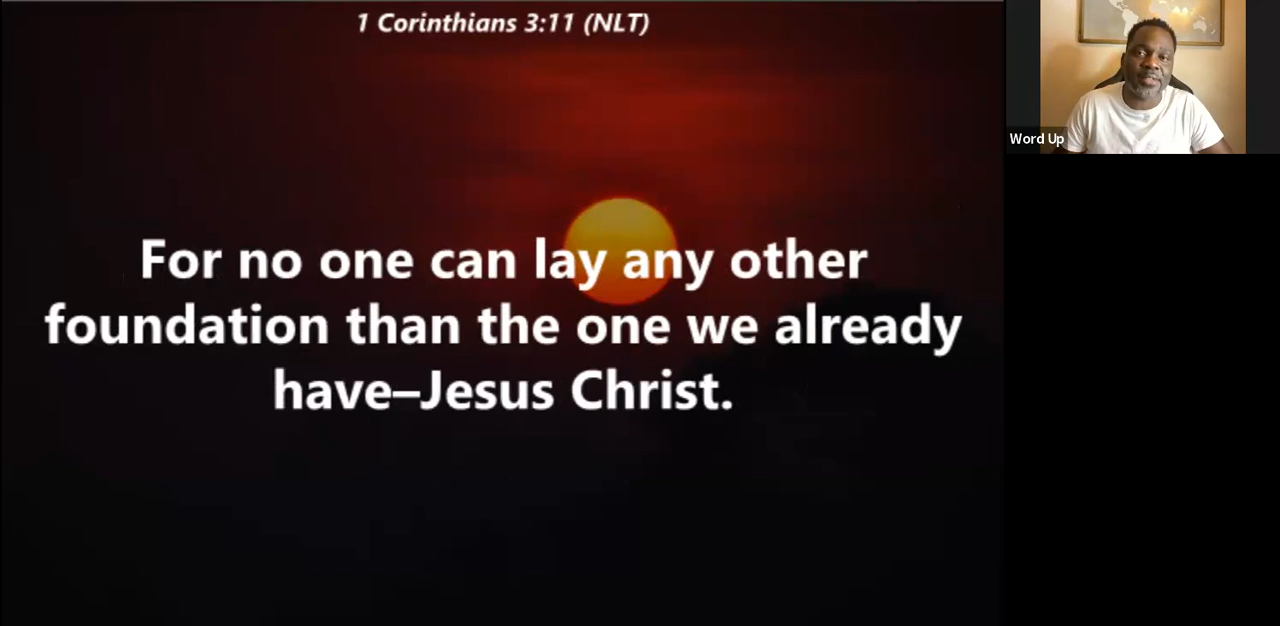 1 Corinthians 3:11 (NLT)
For no one can lay any other
foundation than the one we already
have–Jesus Christ.
Word Up